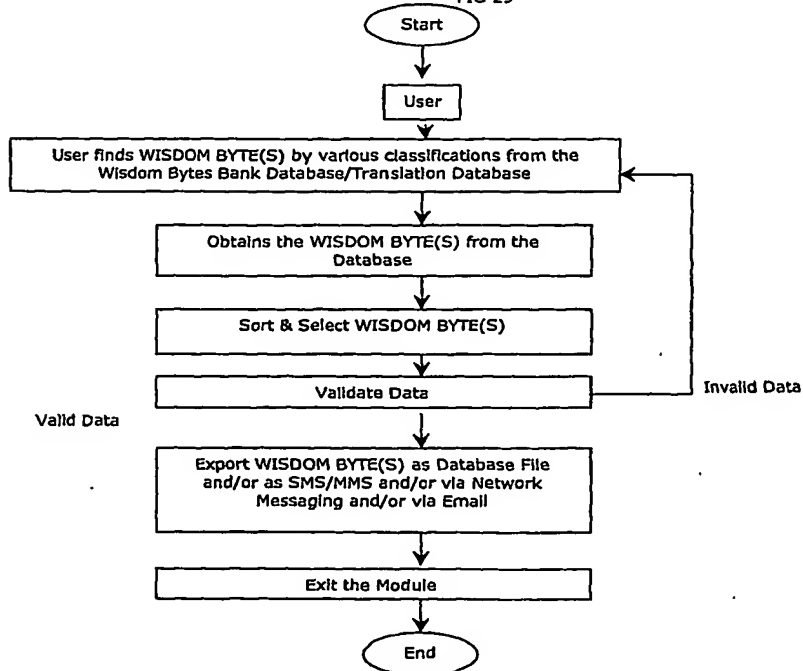 Start
User
User finds WISDOM BYTE(S) by various classifications from the
Wisdom Bytes Bank Database/Translation Database
Obtains the WISDOM BYTE(S) from the
Database
Sort & Select WISDOM BYTE(S)
Validate Data
Invalid Data
Valid Data
Export WISDOM BYTE(S) as Database File
and/or as SMS/MMS and/or via Network
Messaging and/or via Email
Exit the Module
End